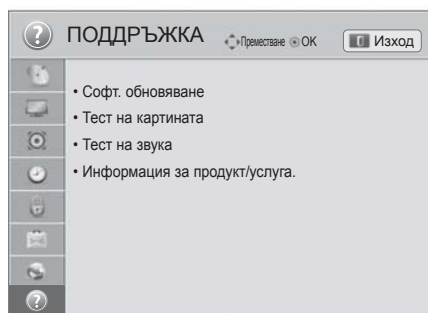 ПОДДРЪЖКА Преместване OK Изход
• Софт. обновяване
• Тест на картината
• Тест на звука
• Информация за продукт/услуга.